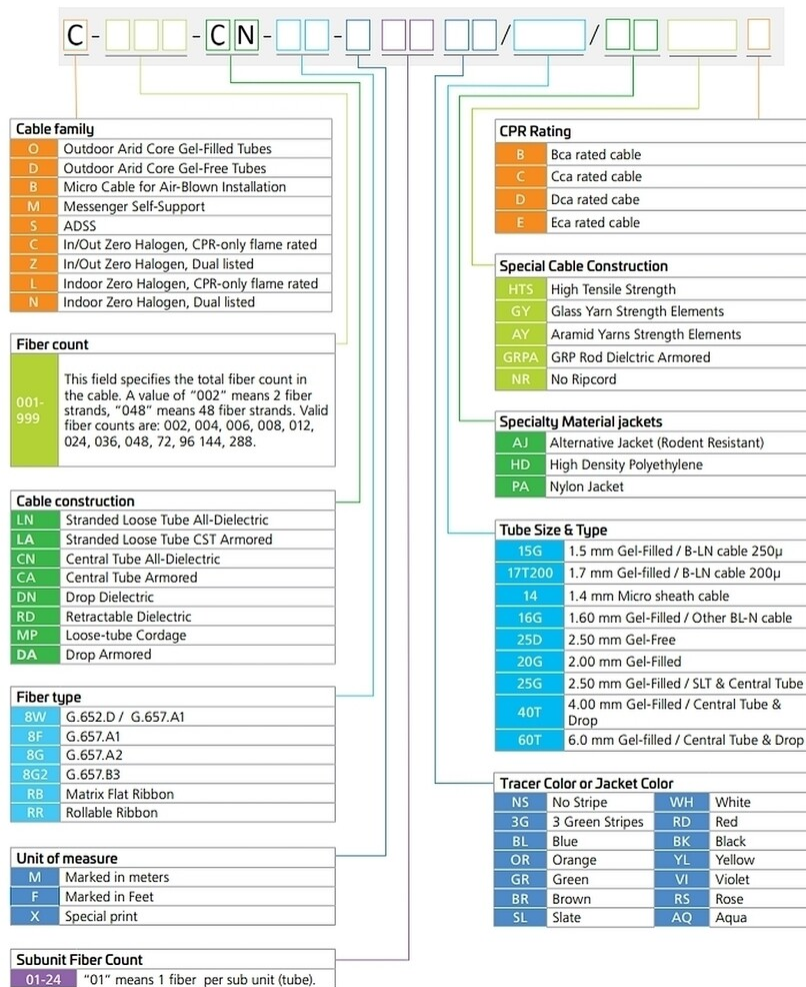 C - - CN - - / /
Cable family
O Outdoor Arid Core Gel-Filled Tubes
D Outdoor Arid Core Gel-Free Tubes
B Micro Cable for Air-Blown Installation
M Messenger Self-Support
S ADSS
C In/Out Zero Halogen, CPR-only flame rated
Z In/Out Zero Halogen, Dual listed
L Indoor Zero Halogen, CPR-only flame rated
N Indoor Zero Halogen, Dual listed
Fiber count
001-
999
This field specifies the total fiber count in
the cable. A value of “002” means 2 fiber
strands, “048” means 48 fiber strands. Valid
fiber counts are: 002, 004, 006, 008, 012,
024, 036, 048, 72, 96 144, 288.
Cable construction
LN Stranded Loose Tube All-Dielectric
LA Stranded Loose Tube CST Armored
CN Central Tube All-Dielectric
CA Central Tube Armored
DN Drop Dielectric
RD Retractable Dielectric
MP Loose-tube Cordage
DA Drop Armored
Fiber type
8W G.652.D / G.657.A1
8F G.657.A1
8G G.657.A2
8G2 G.657.B3
RB Matrix Flat Ribbon
RR Rollable Ribbon
Unit of measure
M Marked in meters
F Marked in Feet
X Special print
Subunit Fiber Count
01-24 “01” means 1 fiber per sub unit (tube).
CPR Rating
B Bca rated cable
C Cca rated cable
D Dca rated cabe
E Eca rated cable
Special Cable Construction
HTS High Tensile Strength
GY Glass Yarn Strength Elements
AY Aramid Yarns Strength Elements
GRPA GRP Rod Dielctric Armored
NR No Ripcord
Specialty Material jackets
AJ Alternative Jacket (Rodent Resistant)
HD High Density Polyethylene
PA Nylon Jacket
Tube Size & Type
15G 1.5 mm Gel-Filled / B-LN cable 250µ
17T200 1.7 mm Gel-filled / B-LN cable 200µ
14 1.4 mm Micro sheath cable
16G 1.60 mm Gel-Filled / Other BL-N cable
25D 2.50 mm Gel-Free
20G 2.00 mm Gel-Filled
25G 2.50 mm Gel-Filled / SLT & Central Tube
40T 4.00 mm Gel-Filled / Central Tube &
Drop
60T 6.0 mm Gel-filled / Central Tube & Drop
Tracer Color or Jacket Color
NS No Stripe WH White
3G 3 Green Stripes RD Red
BL Blue BK Black
OR Orange YL Yellow
GR Green VI Violet
BR Brown RS Rose
SL Slate AQ Aqua